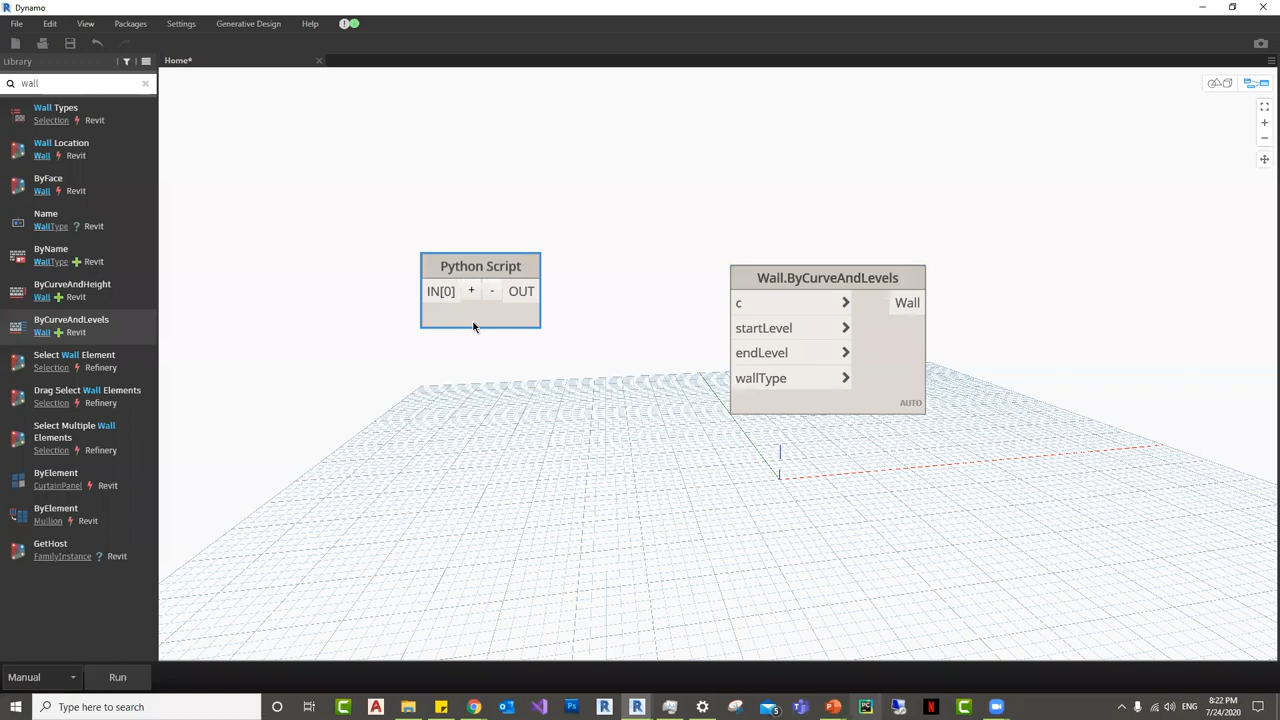 Dynamo
File Edit View Packages Settings Generative Design Help
Library
Home*
wall
Wall Types
Selection Revit
Wall Location
Wall Revit
ByFace
Wall Revit
Name
WallType ? Revit
ByName
WallType Revit
ByCurveAndHeight
Wall Revit
ByCurveAndLevels
Wall Revit
Select Wall Element
Selection Refinery
Drag Select Wall Elements
Selection Refinery
Select Multiple Wall
Elements
Selection Refinery
ByElement
CurtainPanel Revit
ByElement
Mullion Revit
GetHost
FamilyInstance ? Revit
Python Script
IN[0] + - OUT
Wall.ByCurveAndLevels
c > Wall
startLevel >
endLevel >
wallType >
AUTO
Manual Run
Type here to search
8:22 PM
7/24/2020